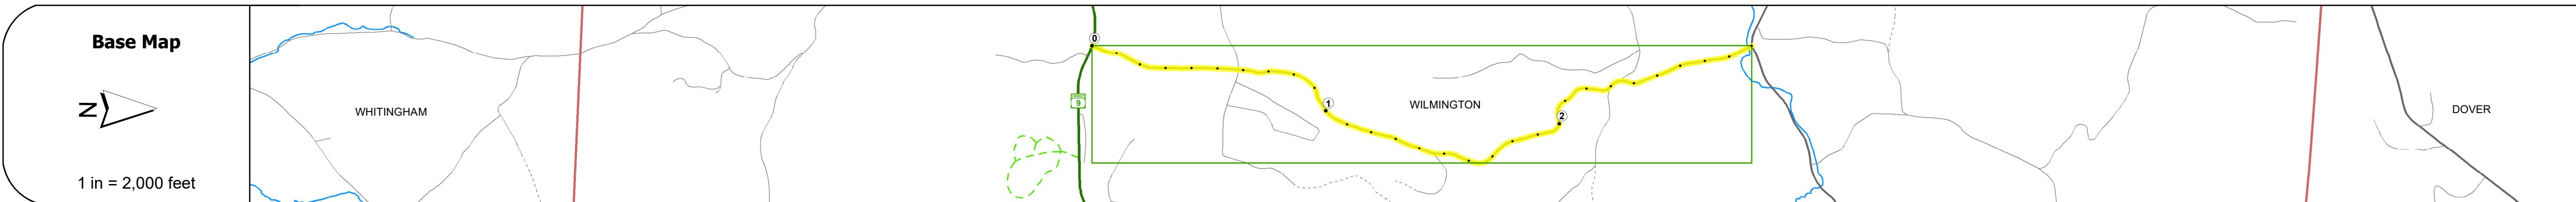 Base Map
N
1 in = 2,000 feet
WHITINGHAM
0
9
1
WILMINGTON
2
DOVER